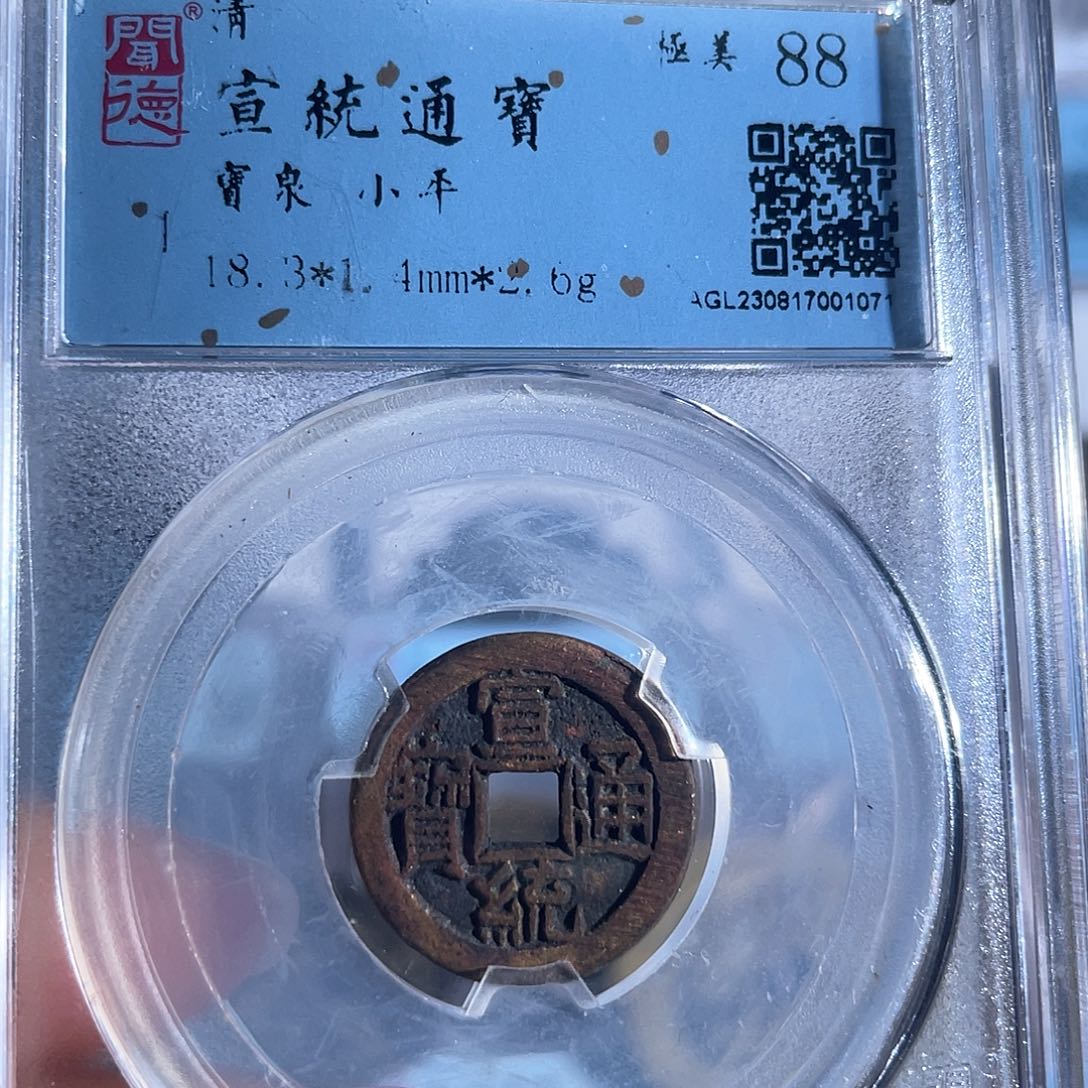 聞德®
清
極美 88
宣統通寶
寶泉 小平
18.3*1.4mm*2.6g
AGL230817001071
宣
寶 通
統